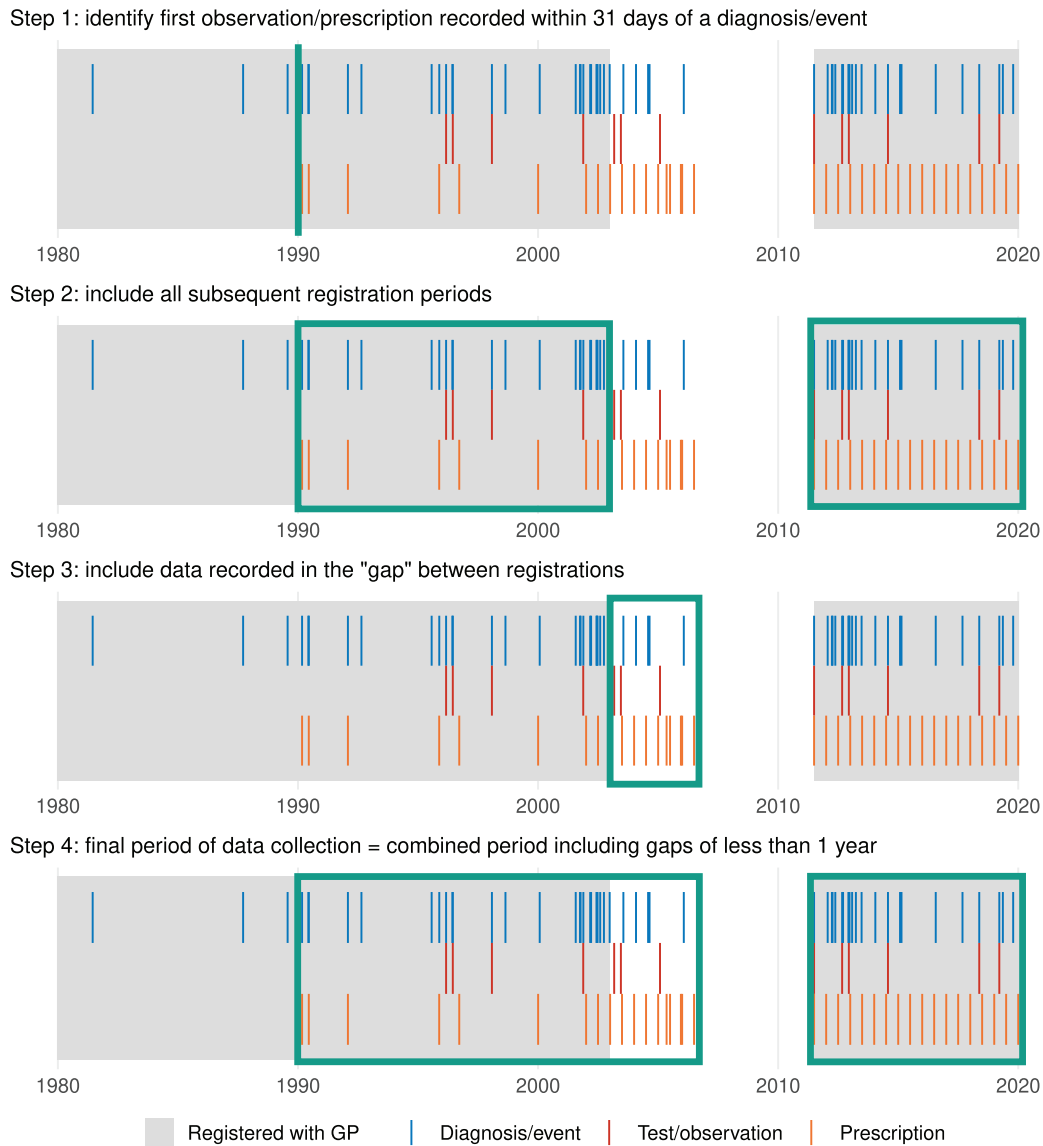 Step 1: identify first observation/prescription recorded within 31 days of a diagnosis/event
1980 1990 2000 2010 2020
Step 2: include all subsequent registration periods
1980 1990 2000 2010 2020
Step 3: include data recorded in the "gap" between registrations
1980 1990 2000 2010 2020
Step 4: final period of data collection = combined period including gaps of less than 1 year
1980 1990 2000 2010 2020
Registered with GP Diagnosis/event Test/observation Prescription